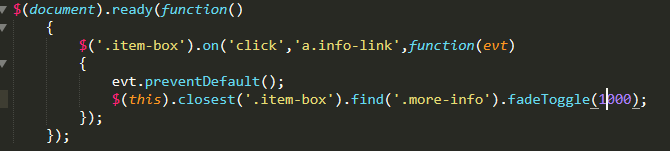 $(document).ready(function()
{
$('.item-box').on('click','a.info-link',function(evt)
{
evt.preventDefault();
$(this).closest('.item-box').find('.more-info').fadeToggle(1000);
});
});